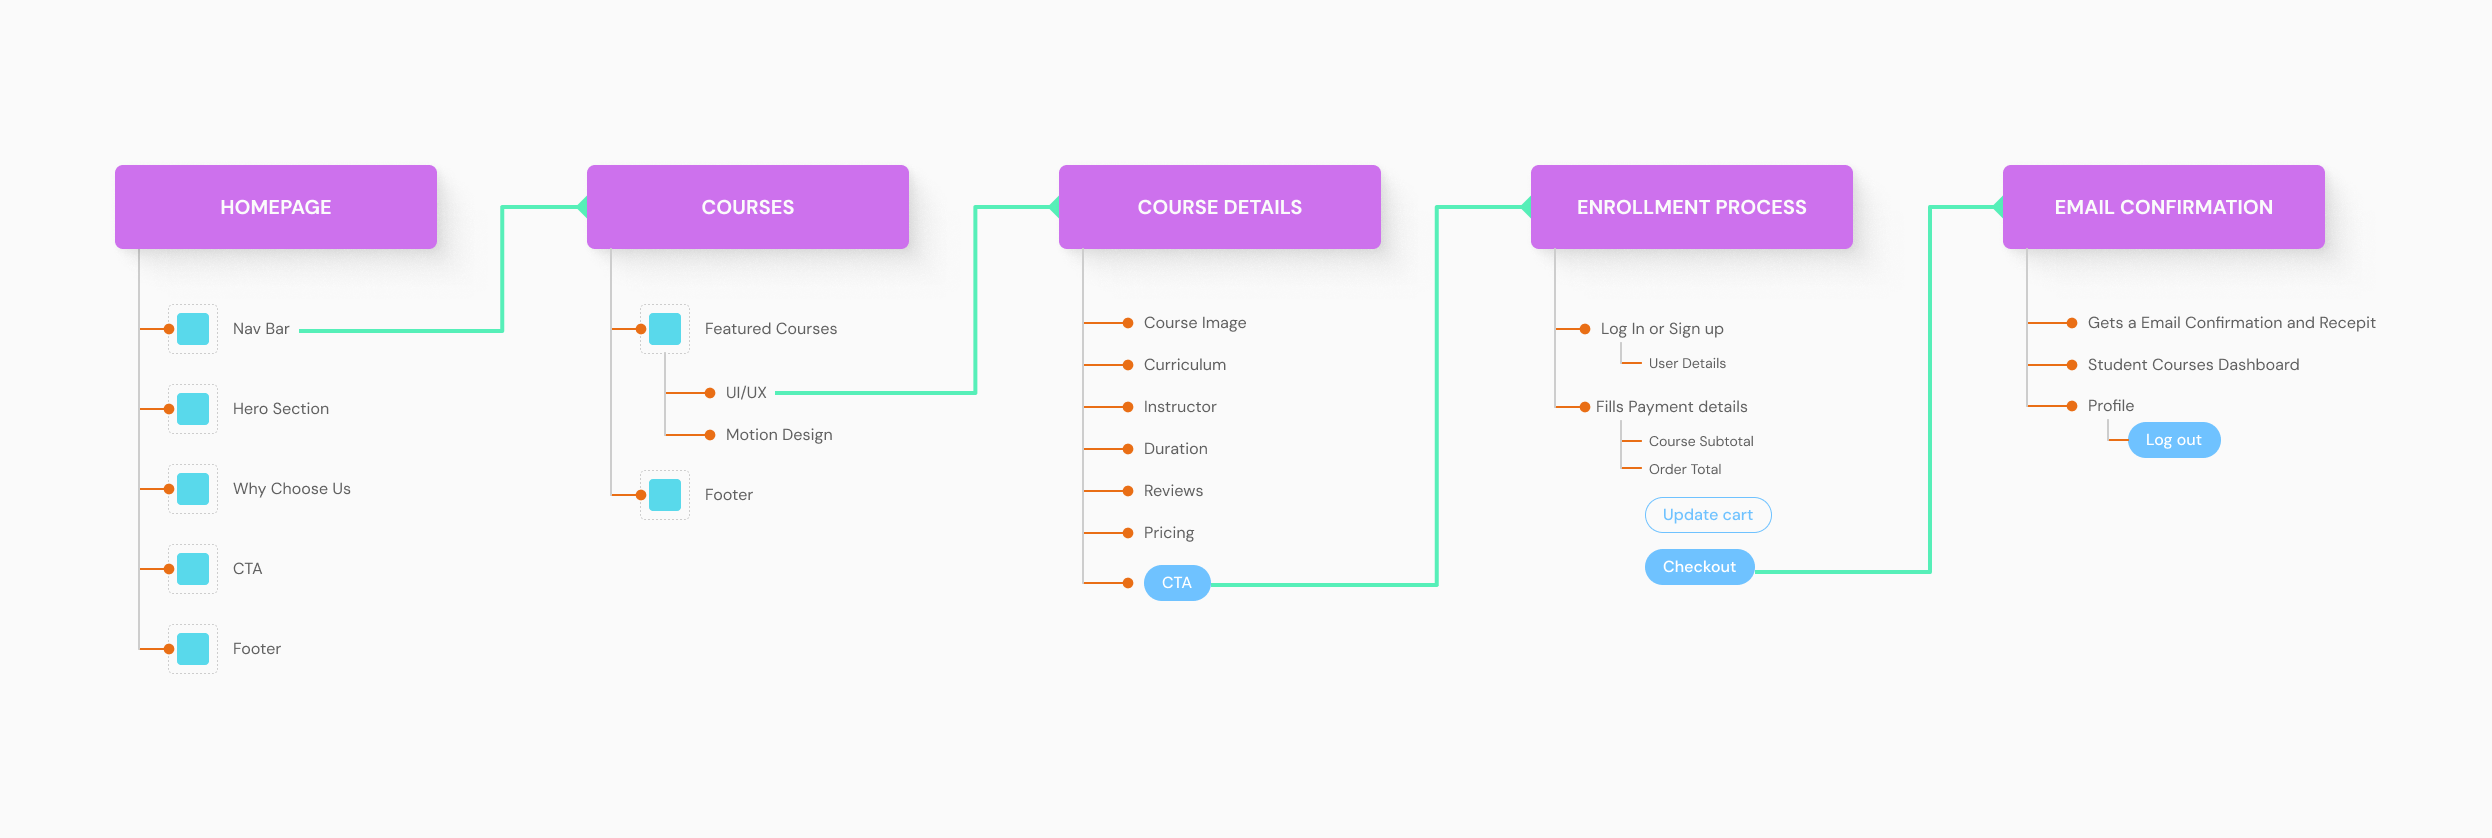 HOMEPAGE
Nav Bar
Hero Section
Why Choose Us
CTA
Footer
COURSES
Featured Courses
UI/UX
Motion Design
Footer
COURSE DETAILS
Course Image
Curriculum
Instructor
Duration
Reviews
Pricing
CTA
ENROLLMENT PROCESS
Log In or Sign up
User Details
Fills Payment details
Course Subtotal
Order Total
Update cart
Checkout
EMAIL CONFIRMATION
Gets a Email Confirmation and Recepit
Student Courses Dashboard
Profile
Log out